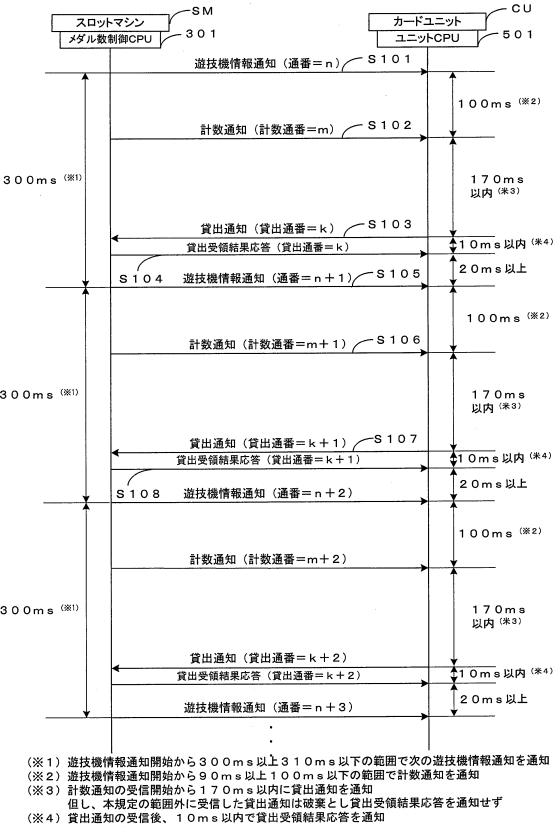 スロットマシン SM
メダル数制御CPU 301
カードユニット CU
ユニットCPU 501
遊技機情報通知（通番＝n） S101
100ms（※2）
計数通知（計数通番＝m） S102
300ms（※1）
170ms
以内（米3）
貸出通知（貸出通番＝k） S103
10ms以内（米4）
貸出受領結果応答（貸出通番＝k）
S104
20ms以上
遊技機情報通知（通番＝n＋1） S105
100ms（※2）
計数通知（計数通番＝m＋1） S106
300ms（※1）
170ms
以内（米3）
貸出通知（貸出通番＝k＋1） S107
10ms以内（米4）
貸出受領結果応答（貸出通番＝k＋1）
S108
20ms以上
遊技機情報通知（通番＝n＋2）
100ms（※2）
計数通知（計数通番＝m＋2）
300ms（※1）
170ms
以内（米3）
貸出通知（貸出通番＝k＋2）
10ms以内（米4）
貸出受領結果応答（貸出通番＝k＋2）
20ms以上
遊技機情報通知（通番＝n＋3）
（※1）遊技機情報通知開始から300ms以上310ms以下の範囲で次の遊技機情報通知を通知
（※2）遊技機情報通知開始から90ms以上100ms以下の範囲で計数通知を通知
（※3）計数通知の受信開始から170ms以内に貸出通知を通知
但し、本規定の範囲外に受信した貸出通知は破棄とし貸出受領結果応答を通知せず
（※4）貸出通知の受信後、10ms以内で貸出受領結果応答を通知